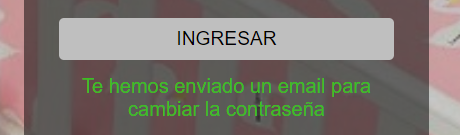 INGRESAR
Te hemos enviado un email para
cambiar la contraseña